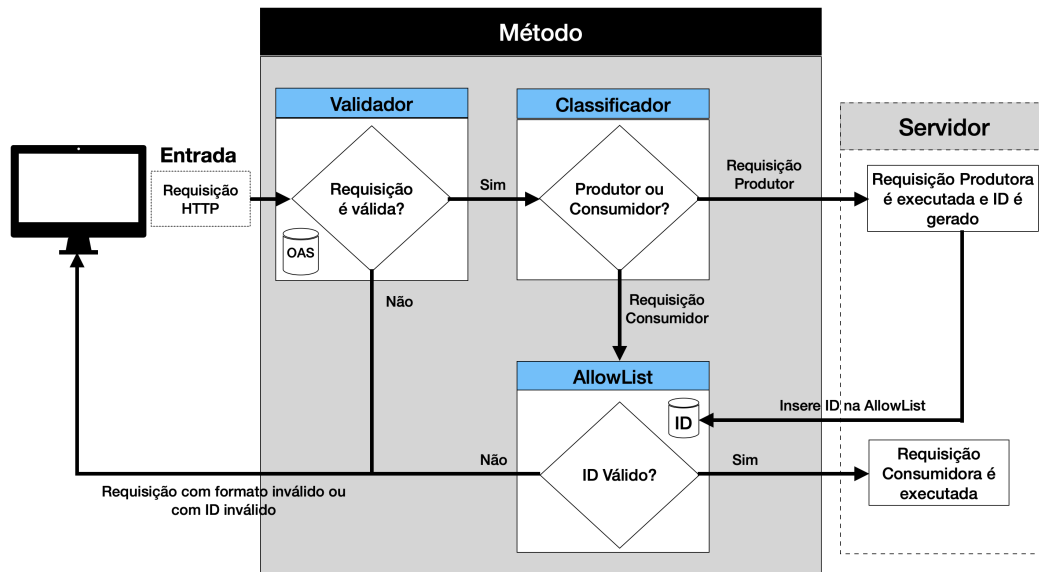 Método
Validador
Classificador
Servidor
Entrada
Requisição
HTTP
Requisição
é válida?
OAS
Sim
Produtor ou
Consumidor?
Requisição
Produtor
Requisição Produtora
é executada e ID é
gerado
Não
Requisição
Consumidor
AllowList
ID
Insere ID na AllowList
Não
ID Válido?
Sim
Requisição
Consumidora é
executada
Requisição com formato inválido ou
com ID inválido